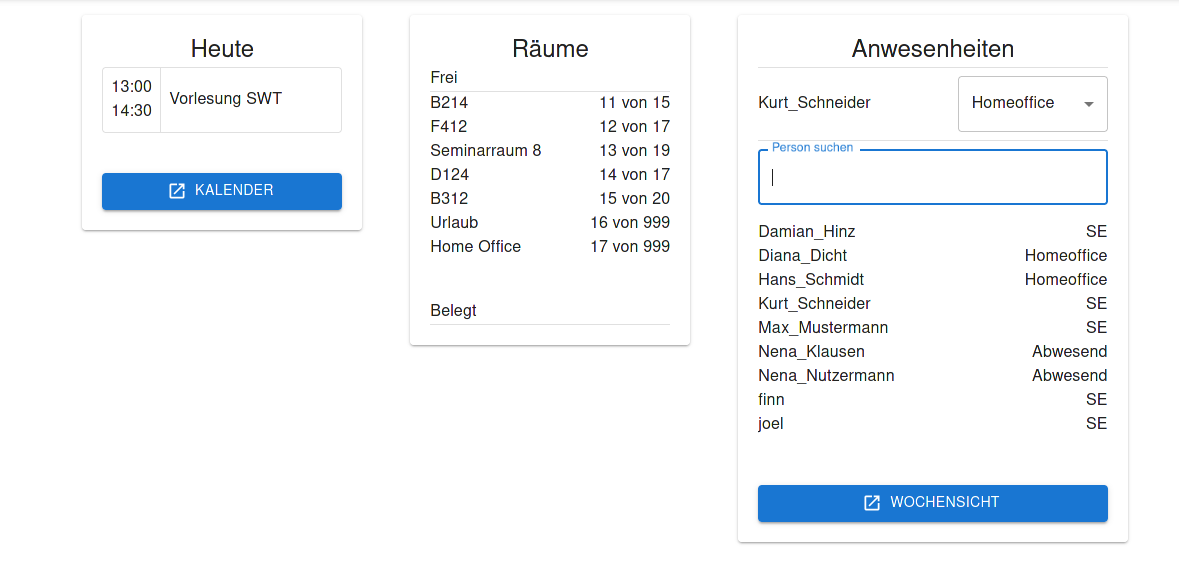 Heute
13:00
14:30
Vorlesung SWT
KALENDER
Räume
Frei
B214 11 von 15
F412 12 von 17
Seminarraum 8 13 von 19
D124 14 von 17
B312 15 von 20
Urlaub 16 von 999
Home Office 17 von 999
Belegt
Anwesenheiten
Kurt_Schneider Homeoffice
Person suchen
Damian_Hinz SE
Diana_Dicht Homeoffice
Hans_Schmidt Homeoffice
Kurt_Schneider SE
Max_Mustermann SE
Nena_Klausen Abwesend
Nena_Nutzermann Abwesend
finn SE
joel SE
WOCHENSICHT